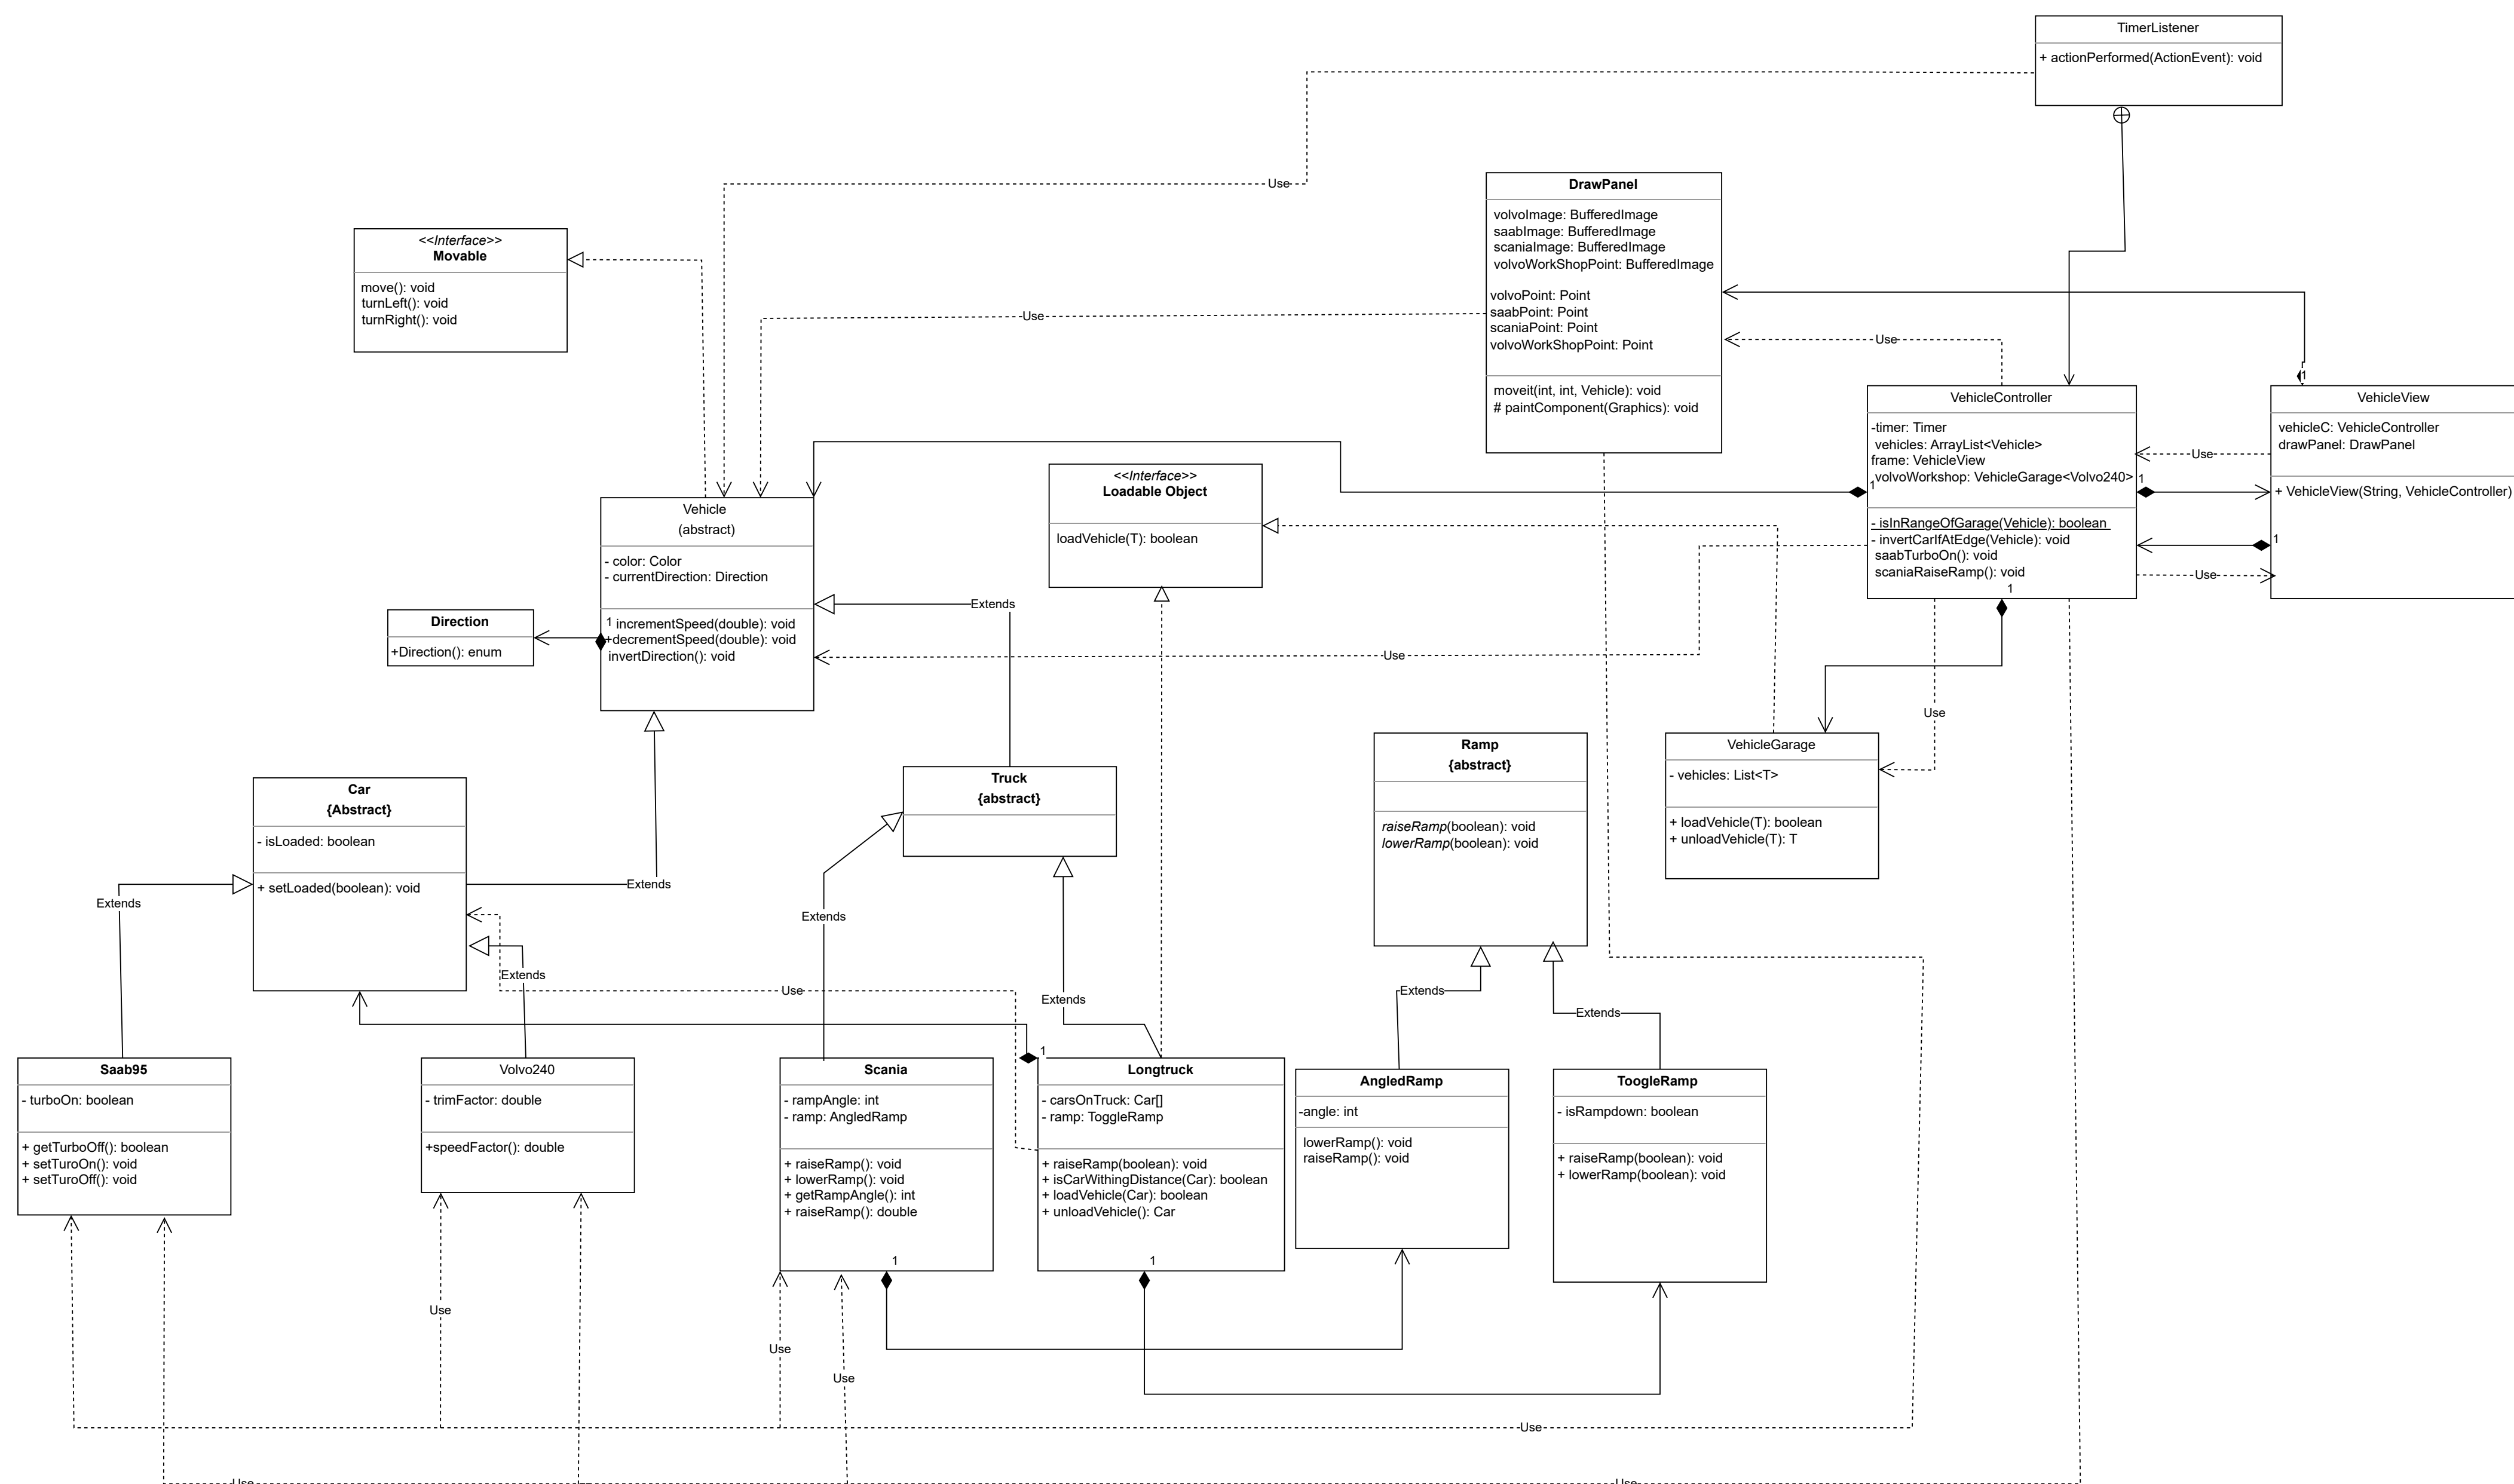 TimerListener
+ actionPerformed(ActionEvent): void
Use
DrawPanel
volvoImage: BufferedImage
saabImage: BufferedImage
scaniaImage: BufferedImage
volvoWorkShopPoint: BufferedImage
volvoPoint: Point
saabPoint: Point
scaniaPoint: Point
volvoWorkShopPoint: Point
moveit(int, int, Vehicle): void
# paintComponent(Graphics): void
<<Interface>>
Movable
move(): void
turnLeft(): void
turnRight(): void
Use
Use
1
VehicleController
-timer: Timer
vehicles: ArrayList<Vehicle>
frame: VehicleView
volvoWorkshop: VehicleGarage<Volvo240>
1
- isInRangeOfGarage(Vehicle): boolean
- invertCarIfAtEdge(Vehicle): void
saabTurboOn(): void
scaniaRaiseRamp(): void
1
1
Use
1
Use
VehicleView
vehicleC: VehicleController
drawPanel: DrawPanel
+ VehicleView(String, VehicleController)
<<Interface>>
Loadable Object
loadVehicle(T): boolean
Vehicle
(abstract)
- color: Color
- currentDirection: Direction
1
incrementSpeed(double): void
+decrementSpeed(double): void
invertDirection(): void
Direction
+Direction(): enum
Extends
Use
Use
Ramp
{abstract}
raiseRamp(boolean): void
lowerRamp(boolean): void
VehicleGarage
- vehicles: List<T>
+ loadVehicle(T): boolean
+ unloadVehicle(T): T
Truck
{abstract}
Car
{Abstract}
- isLoaded: boolean
+ setLoaded(boolean): void
Extends
Extends
Extends
Extends
Use
Extends
Extends
Extends
1
Saab95
- turboOn: boolean
+ getTurboOff(): boolean
+ setTuroOn(): void
+ setTuroOff(): void
Volvo240
- trimFactor: double
+speedFactor(): double
Scania
- rampAngle: int
- ramp: AngledRamp
+ raiseRamp(): void
+ lowerRamp(): void
+ getRampAngle(): int
+ raiseRamp(): double
1
Longtruck
- carsOnTruck: Car[]
- ramp: ToggleRamp
+ raiseRamp(boolean): void
+ isCarWithingDistance(Car): boolean
+ loadVehicle(Car): boolean
+ unloadVehicle(): Car
1
AngledRamp
-angle: int
lowerRamp(): void
raiseRamp(): void
ToogleRamp
- isRampdown: boolean
+ raiseRamp(boolean): void
+ lowerRamp(boolean): void
Use
Use
Use
Use
Use
Use